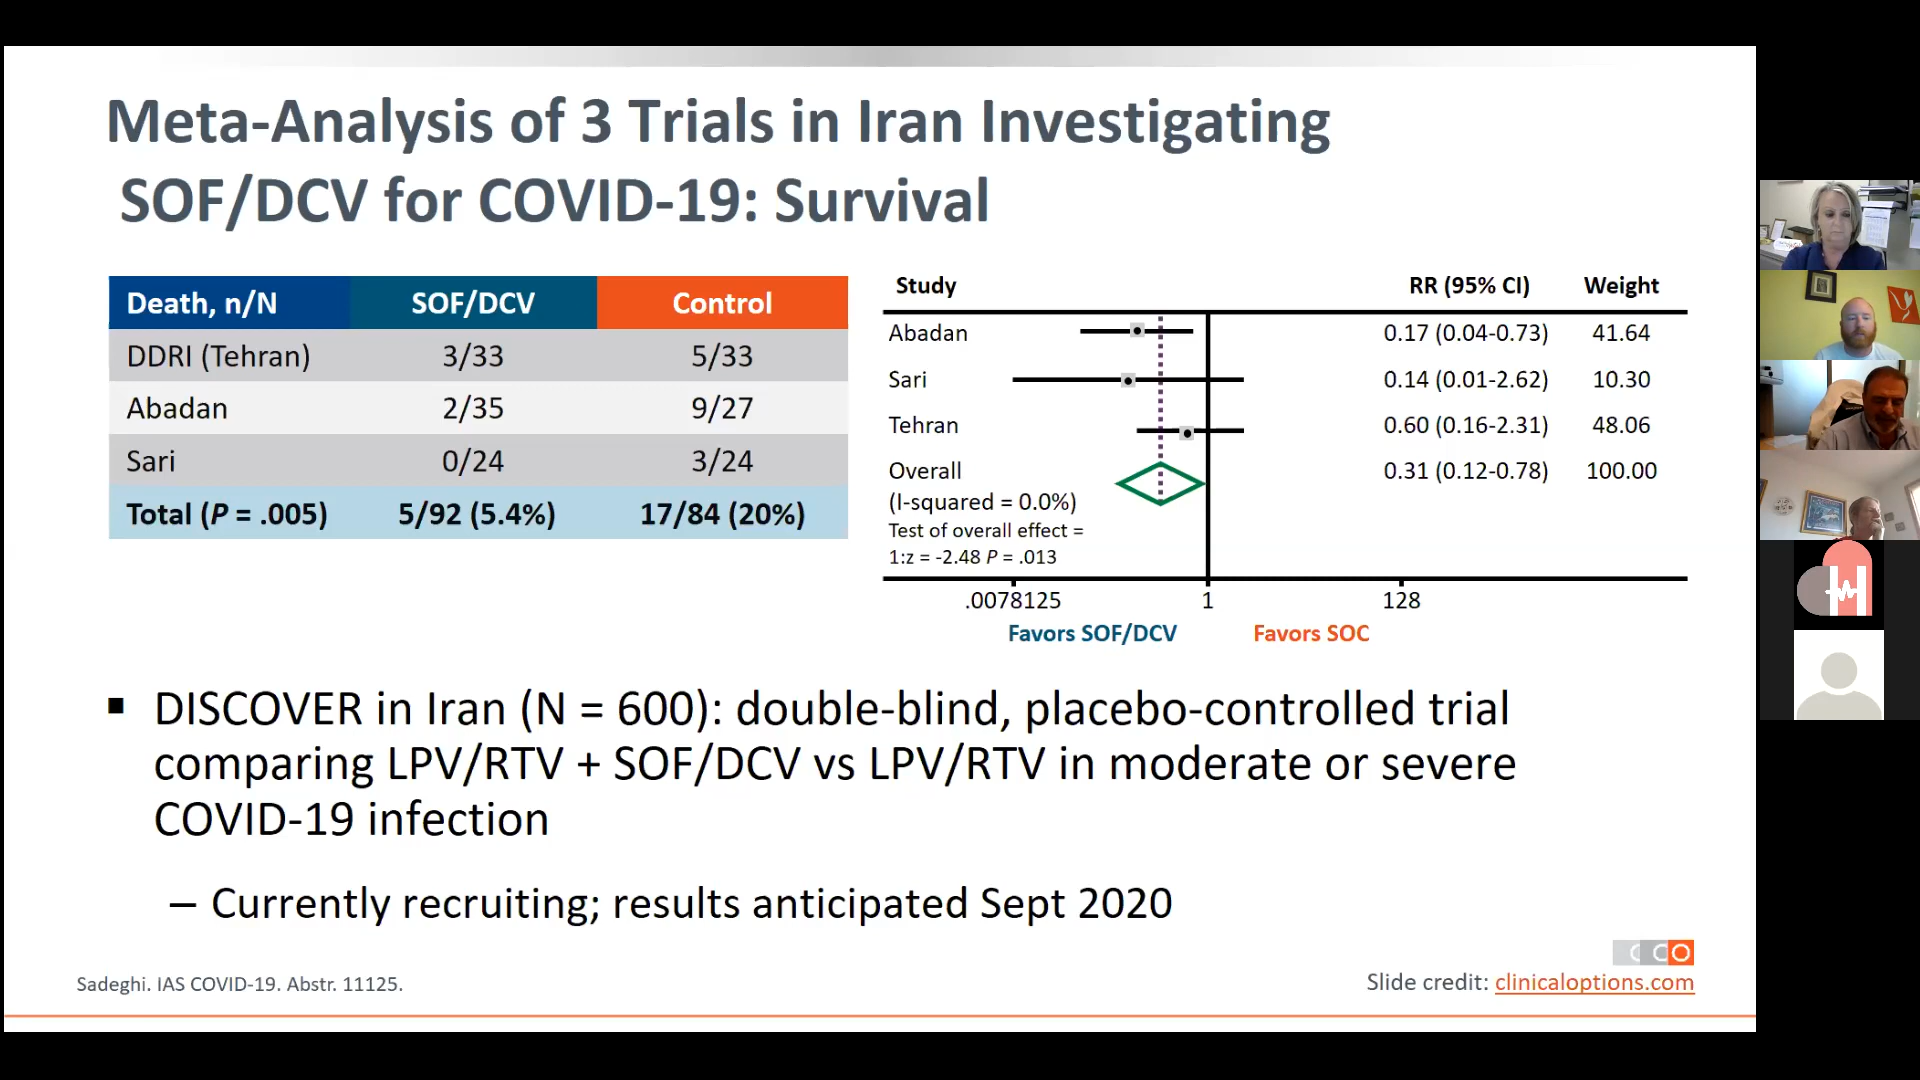 Meta-Analysis of 3 Trials in Iran Investigating
SOF/DCV for COVID-19: Survival
Death, n/N SOF/DCV Control
DDRI (Tehran) 3/33 5/33
Abadan 2/35 9/27
Sari 0/24 3/24
Total (P = .005) 5/92 (5.4%) 17/84 (20%)
Study RR (95% CI) Weight
Abadan 0.17 (0.04-0.73) 41.64
Sari 0.14 (0.01-2.62) 10.30
Tehran 0.60 (0.16-2.31) 48.06
Overall 0.31 (0.12-0.78) 100.00
(I-squared = 0.0%)
Test of overall effect =
1:z = -2.48 P = .013
.0078125 1 128
Favors SOF/DCV Favors SOC
▪ DISCOVER in Iran (N = 600): double-blind, placebo-controlled trial
comparing LPV/RTV + SOF/DCV vs LPV/RTV in moderate or severe
COVID-19 infection
– Currently recruiting; results anticipated Sept 2020
CCO
Sadeghi. IAS COVID-19. Abstr. 11125.
Slide credit: clinicaloptions.com
H